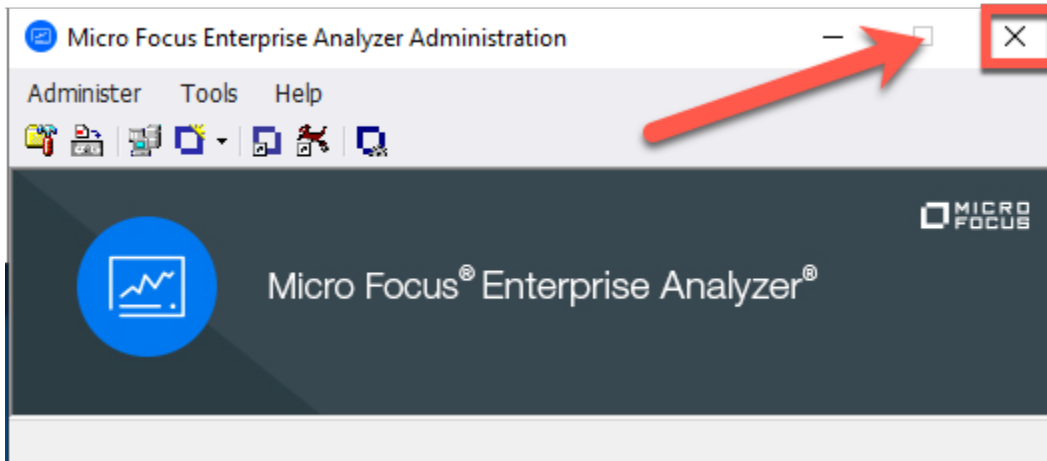 Micro Focus Enterprise Analyzer Administration
Administer Tools Help
MICRO
FOCUS
Micro Focus® Enterprise Analyzer®